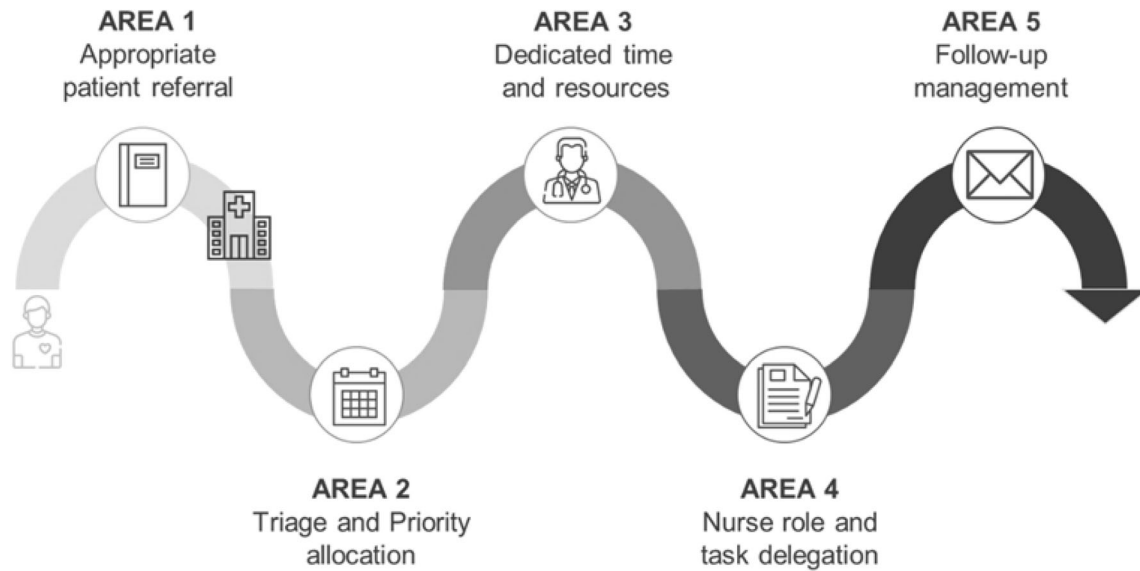 AREA 1
Appropriate
patient referral
AREA 2
Triage and Priority
allocation
AREA 3
Dedicated time
and resources
AREA 4
Nurse role and
task delegation
AREA 5
Follow-up
management